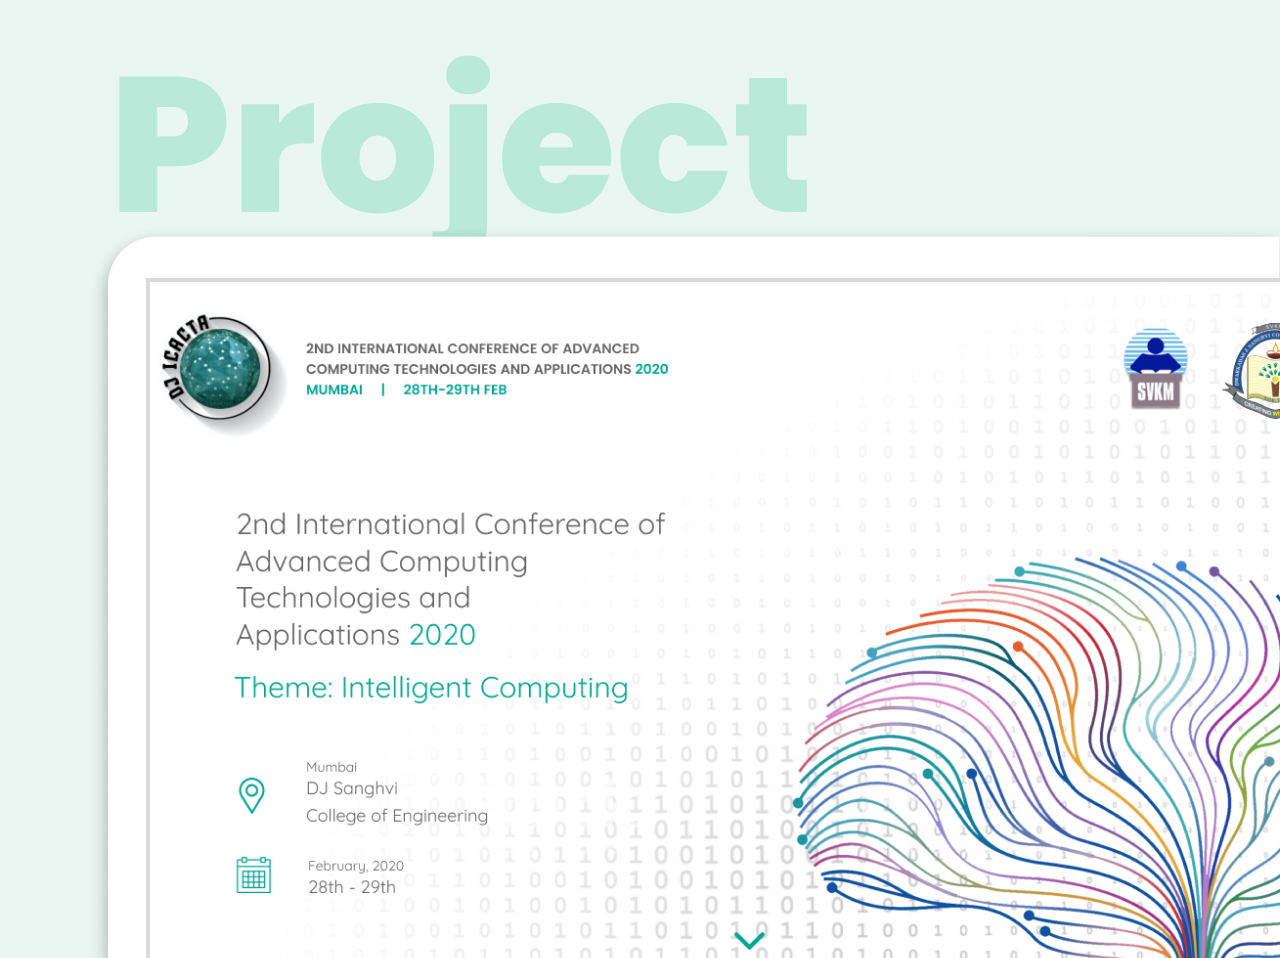 Project
DJ ICACTA
2ND INTERNATIONAL CONFERENCE OF ADVANCED
COMPUTING TECHNOLOGIES AND APPLICATIONS 2020
MUMBAI | 28TH-29TH FEB
SVKM
2nd International Conference of
Advanced Computing
Technologies and
Applications 2020
Theme: Intelligent Computing
Mumbai
DJ Sanghvi
College of Engineering
February, 2020
28th - 29th